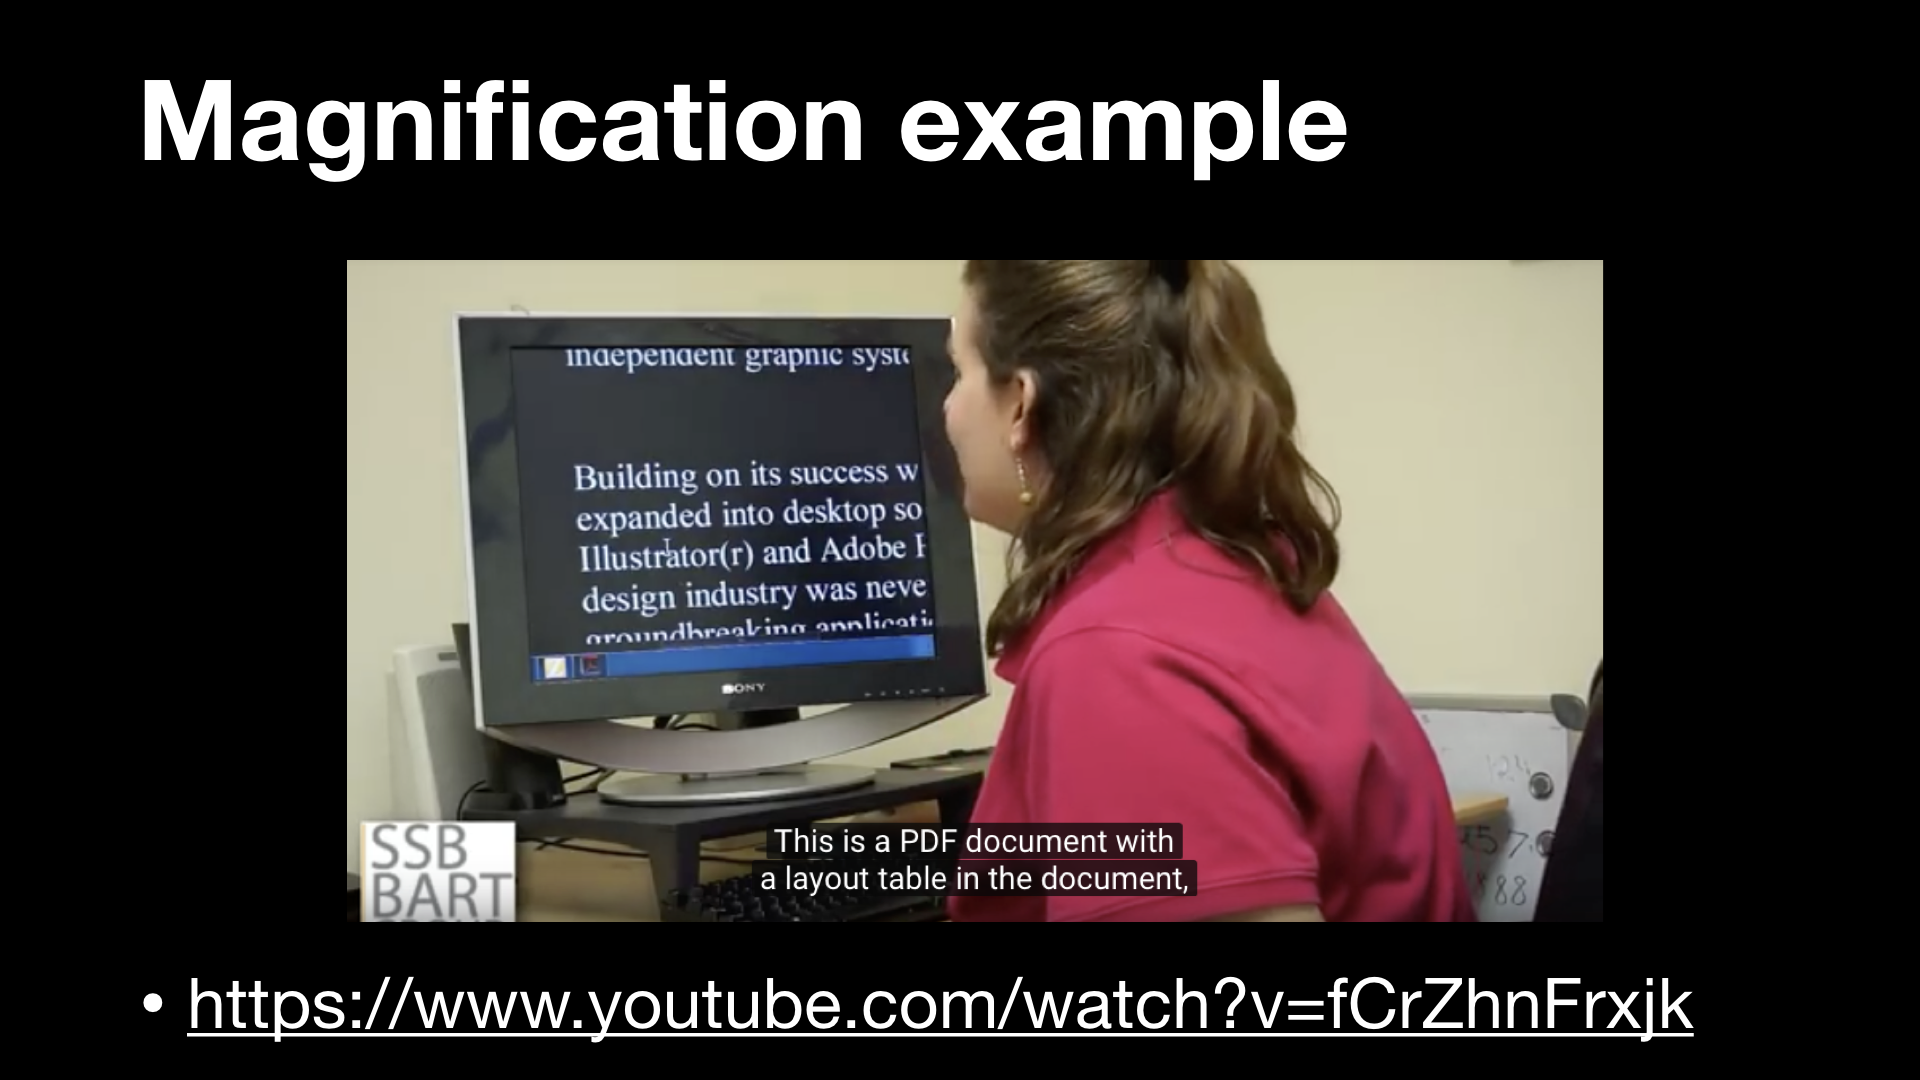 Magnification example
independent graphic syste
Building on its success w
expanded into desktop so
Illustrator(r) and Adobe
design industry was neve
groundbreaking applicati
SONY
SSB
BART
This is a PDF document with
a layout table in the document,
• https://www.youtube.com/watch?v=fCrZhnFrxjk